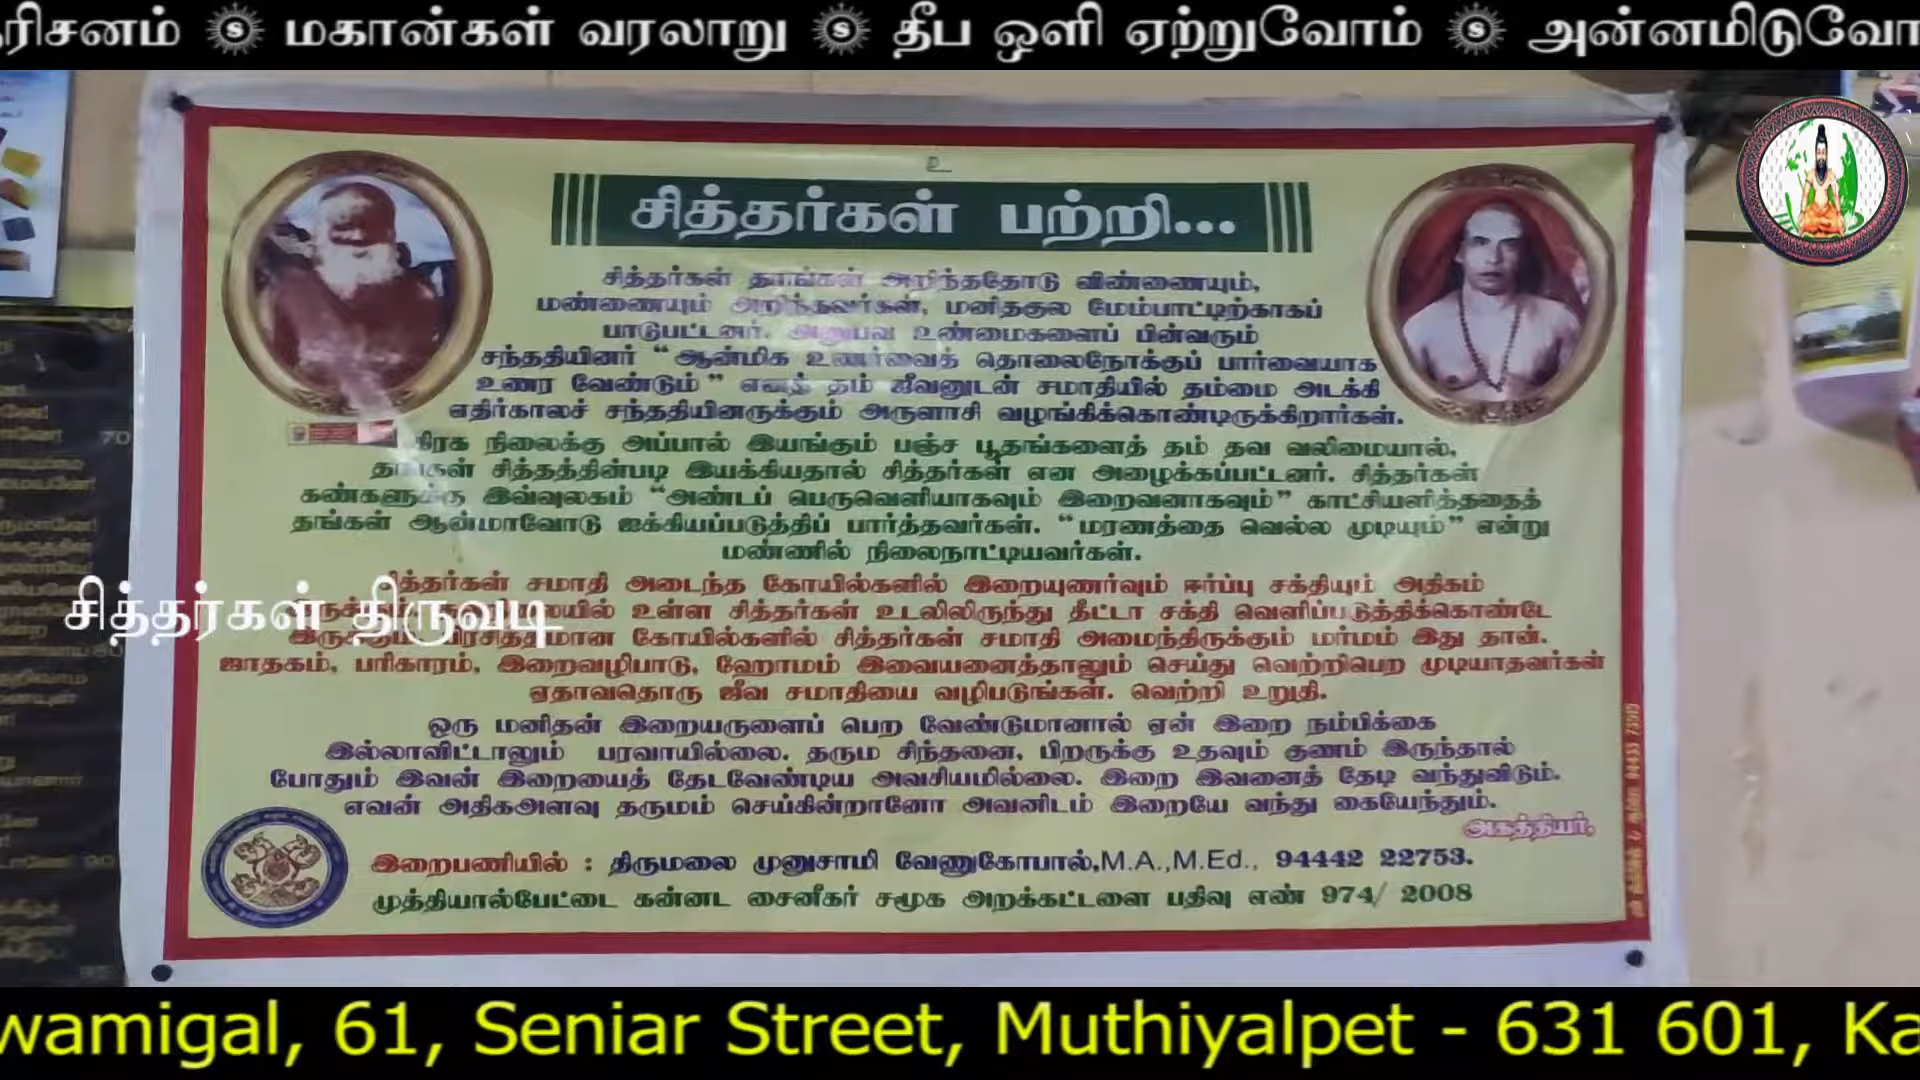 ரிசனம் மகான்கள் வரலாறு தீப ஒளி ஏற்றுவோம் அன்னமிடுவோ
உ
சித்தர்கள் பற்றி...
சித்தர்கள் தாங்கள் அறிந்ததோடு விண்ணையும்,
மண்ணையும் அறிந்தவர்கள், மனிதகுல மேம்பாட்டிற்காகப்
பாடுபட்டனர். அனுபவ உண்மைகளைப் பின்வரும்
சந்ததியினர் "ஆன்மிக உணர்வைத் தொலைநோக்குப் பார்வையாக
உணர வேண்டும்" எனத் தம் ஜீவனுடன் சமாதியில் தம்மை அடக்கி
எதிர்காலச் சந்ததியினருக்கும் அருளாசி வழங்கிக்கொண்டிருக்கிறார்கள்.
கிரக நிலைக்கு அப்பால் இயங்கும் பஞ்ச பூதங்களைத் தம் தவ வலிமையால்,
தங்கள் சித்தத்தின்படி இயக்கியதால் சித்தர்கள் என அழைக்கப்பட்டனர். சித்தர்கள்
கண்களுக்கு இவ்வுலகம் "அண்டப் பெருவெளியாகவும் இறைவனாகவும்" காட்சியளித்ததைத்
தங்கள் ஆன்மாவோடு ஐக்கியப்படுத்திப் பார்த்தவர்கள். "மரணத்தை வெல்ல முடியும்" என்று
மண்ணில் நிலைநாட்டியவர்கள்.
சித்தர்கள் சமாதி அடைந்த கோயில்களில் இறையுணர்வும் ஈர்ப்பு சக்தியும் அதிகம்
உள்ள சித்தர்கள் உடலிலிருந்து தீட்டா சக்தி வெளிப்படுத்திக்கொண்டே
கோயில்களில் சித்தர்கள் சமாதி அமைந்திருக்கும் மர்மம் இது தான்.
ஜாதகம், பரிகாரம், இறைவழிபாடு, ஹோமம் இவையனைத்தாலும் செய்து வெற்றிபெற முடியாதவர்கள்
ஏதாவதொரு ஜீவ சமாதியை வழிபடுங்கள். வெற்றி உறுதி.
ஒரு மனிதன் இறையருளைப் பெற வேண்டுமானால் ஏன் இறை நம்பிக்கை
இல்லாவிட்டாலும் பரவாயில்லை. தரும சிந்தனை, பிறருக்கு உதவும் குணம் இருந்தால்
போதும் இவன் இறையைத் தேடவேண்டிய அவசியமில்லை. இறை இவனைத் தேடி வந்துவிடும்.
எவன் அதிகஅளவு தருமம் செய்கின்றானோ அவனிடம் இறையே வந்து கையேந்தும்.
அகத்தியர்.
இறைபணியில் : திருமலை முனுசாமி வேணுகோபால்,M.A.,M.Ed., 94442 22753.
முத்தியால்பேட்டை கன்னட சைனீகர் சமூக அறக்கட்டளை பதிவு எண் 974/ 2008
சித்தர்கள் திருவடி
wamigal, 61, Seniar Street, Muthiyalpet - 631 601, Ka